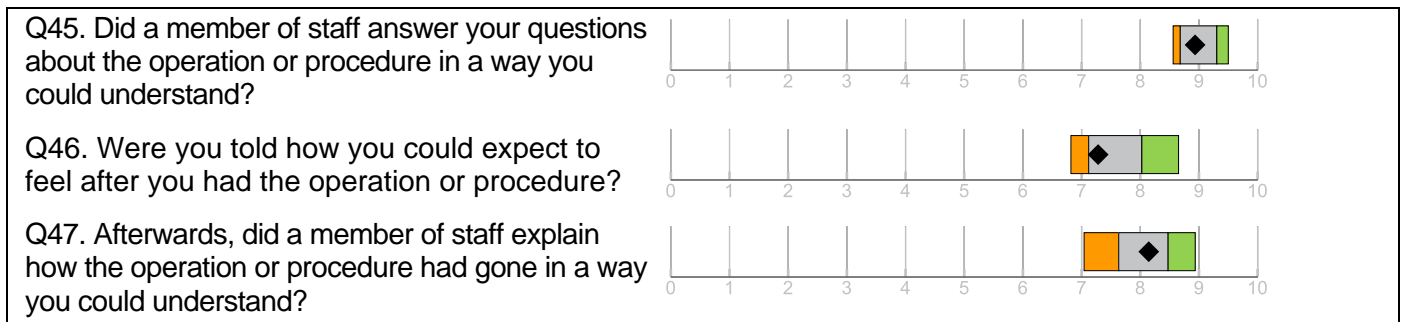 Q45. Did a member of staff answer your questions
about the operation or procedure in a way you
could understand?
0 1 2 3 4 5 6 7 8 9 10
Q46. Were you told how you could expect to
feel after you had the operation or procedure?
0 1 2 3 4 5 6 7 8 9 10
Q47. Afterwards, did a member of staff explain
how the operation or procedure had gone in a way
you could understand?
0 1 2 3 4 5 6 7 8 9 10